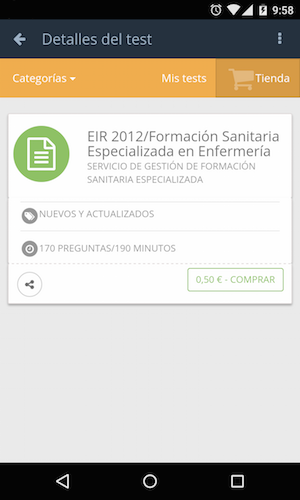 9:58
Detalles del test
Categorías
Mis tests
Tienda
EIR 2012/Formación Sanitaria
Especializada en Enfermería
SERVICIO DE GESTIÓN DE FORMACIÓN
SANITARIA ESPECIALIZADA
NUEVOS Y ACTUALIZADOS
170 PREGUNTAS/190 MINUTOS
0,50 € - COMPRAR